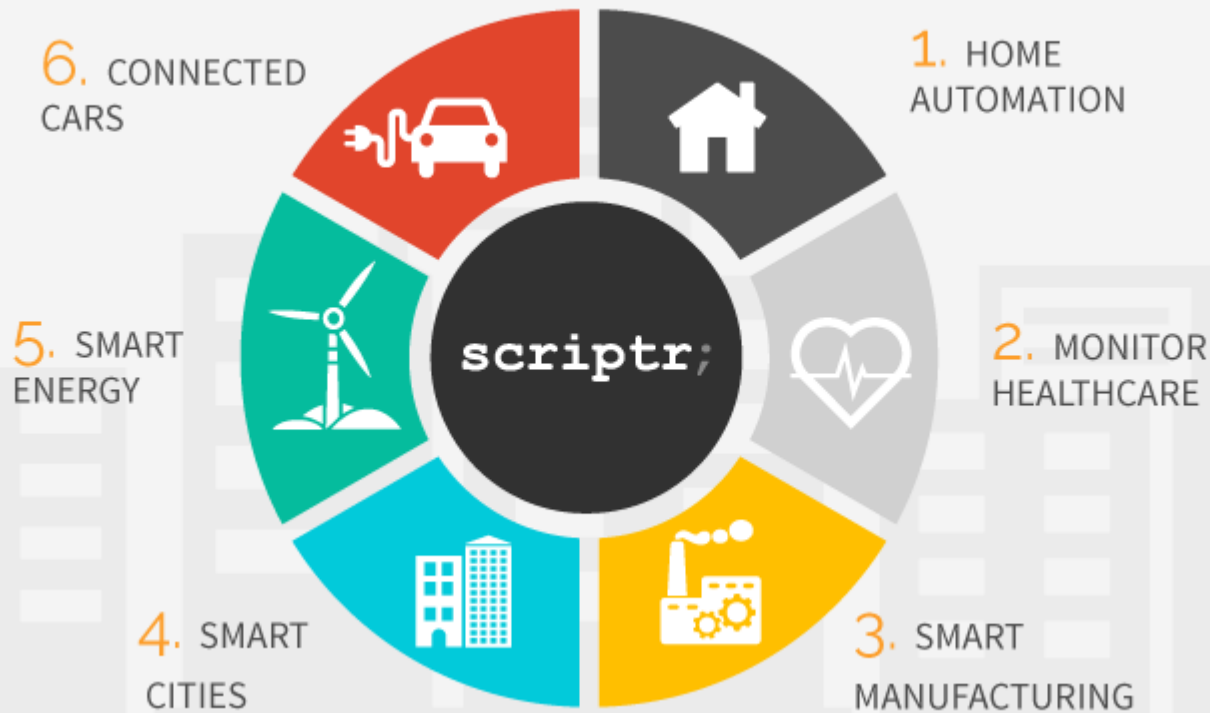 1. HOME
AUTOMATION
2. MONITOR
HEALTHCARE
3. SMART
MANUFACTURING
4. SMART
CITIES
5. SMART
ENERGY
6. CONNECTED
CARS
scriptr;